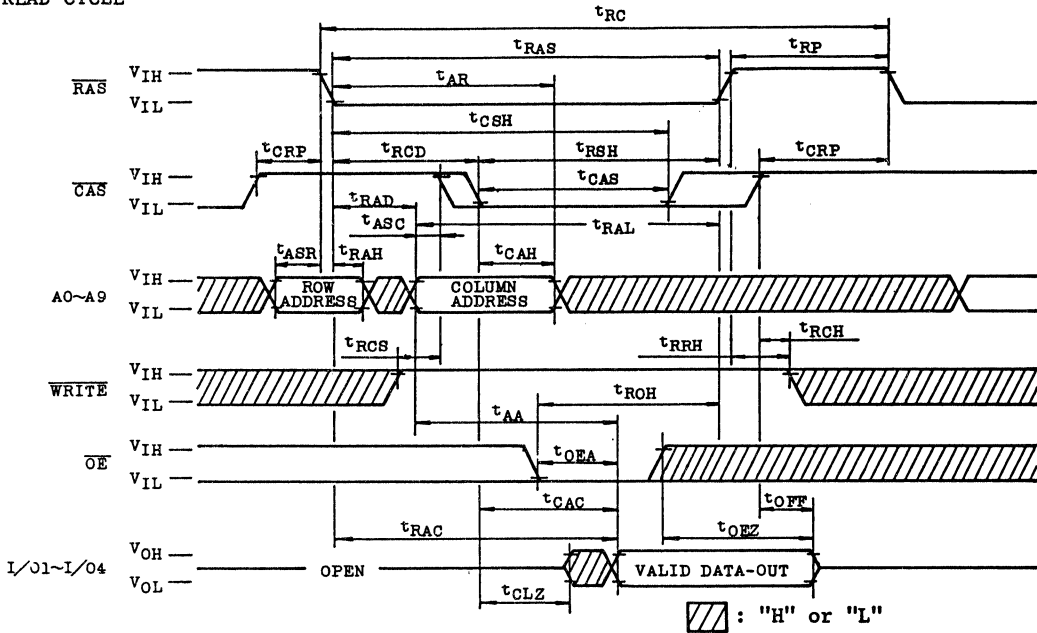 READ CYCLE
tRC
tRAS
tRP
tAR
RAS
VIH
VIL
tCSH
tCRP
tRCD
tRSH
tCRP
CAS
VIH
VIL
tCAS
tRAD
tASC
tRAL
tASR
tRAH
tCAH
A0~A9
VIH
VIL
ROW
ADDRESS
COLUMN
ADDRESS
tRCS
tRRH
tRCH
WRITE
VIH
VIL
tROH
tAA
OE
VIH
VIL
tOEA
tCAC
tOFF
tRAC
tOEZ
I/O1~I/O4
VOH
VOL
OPEN
VALID DATA-OUT
tCLZ
: "H" or "L"